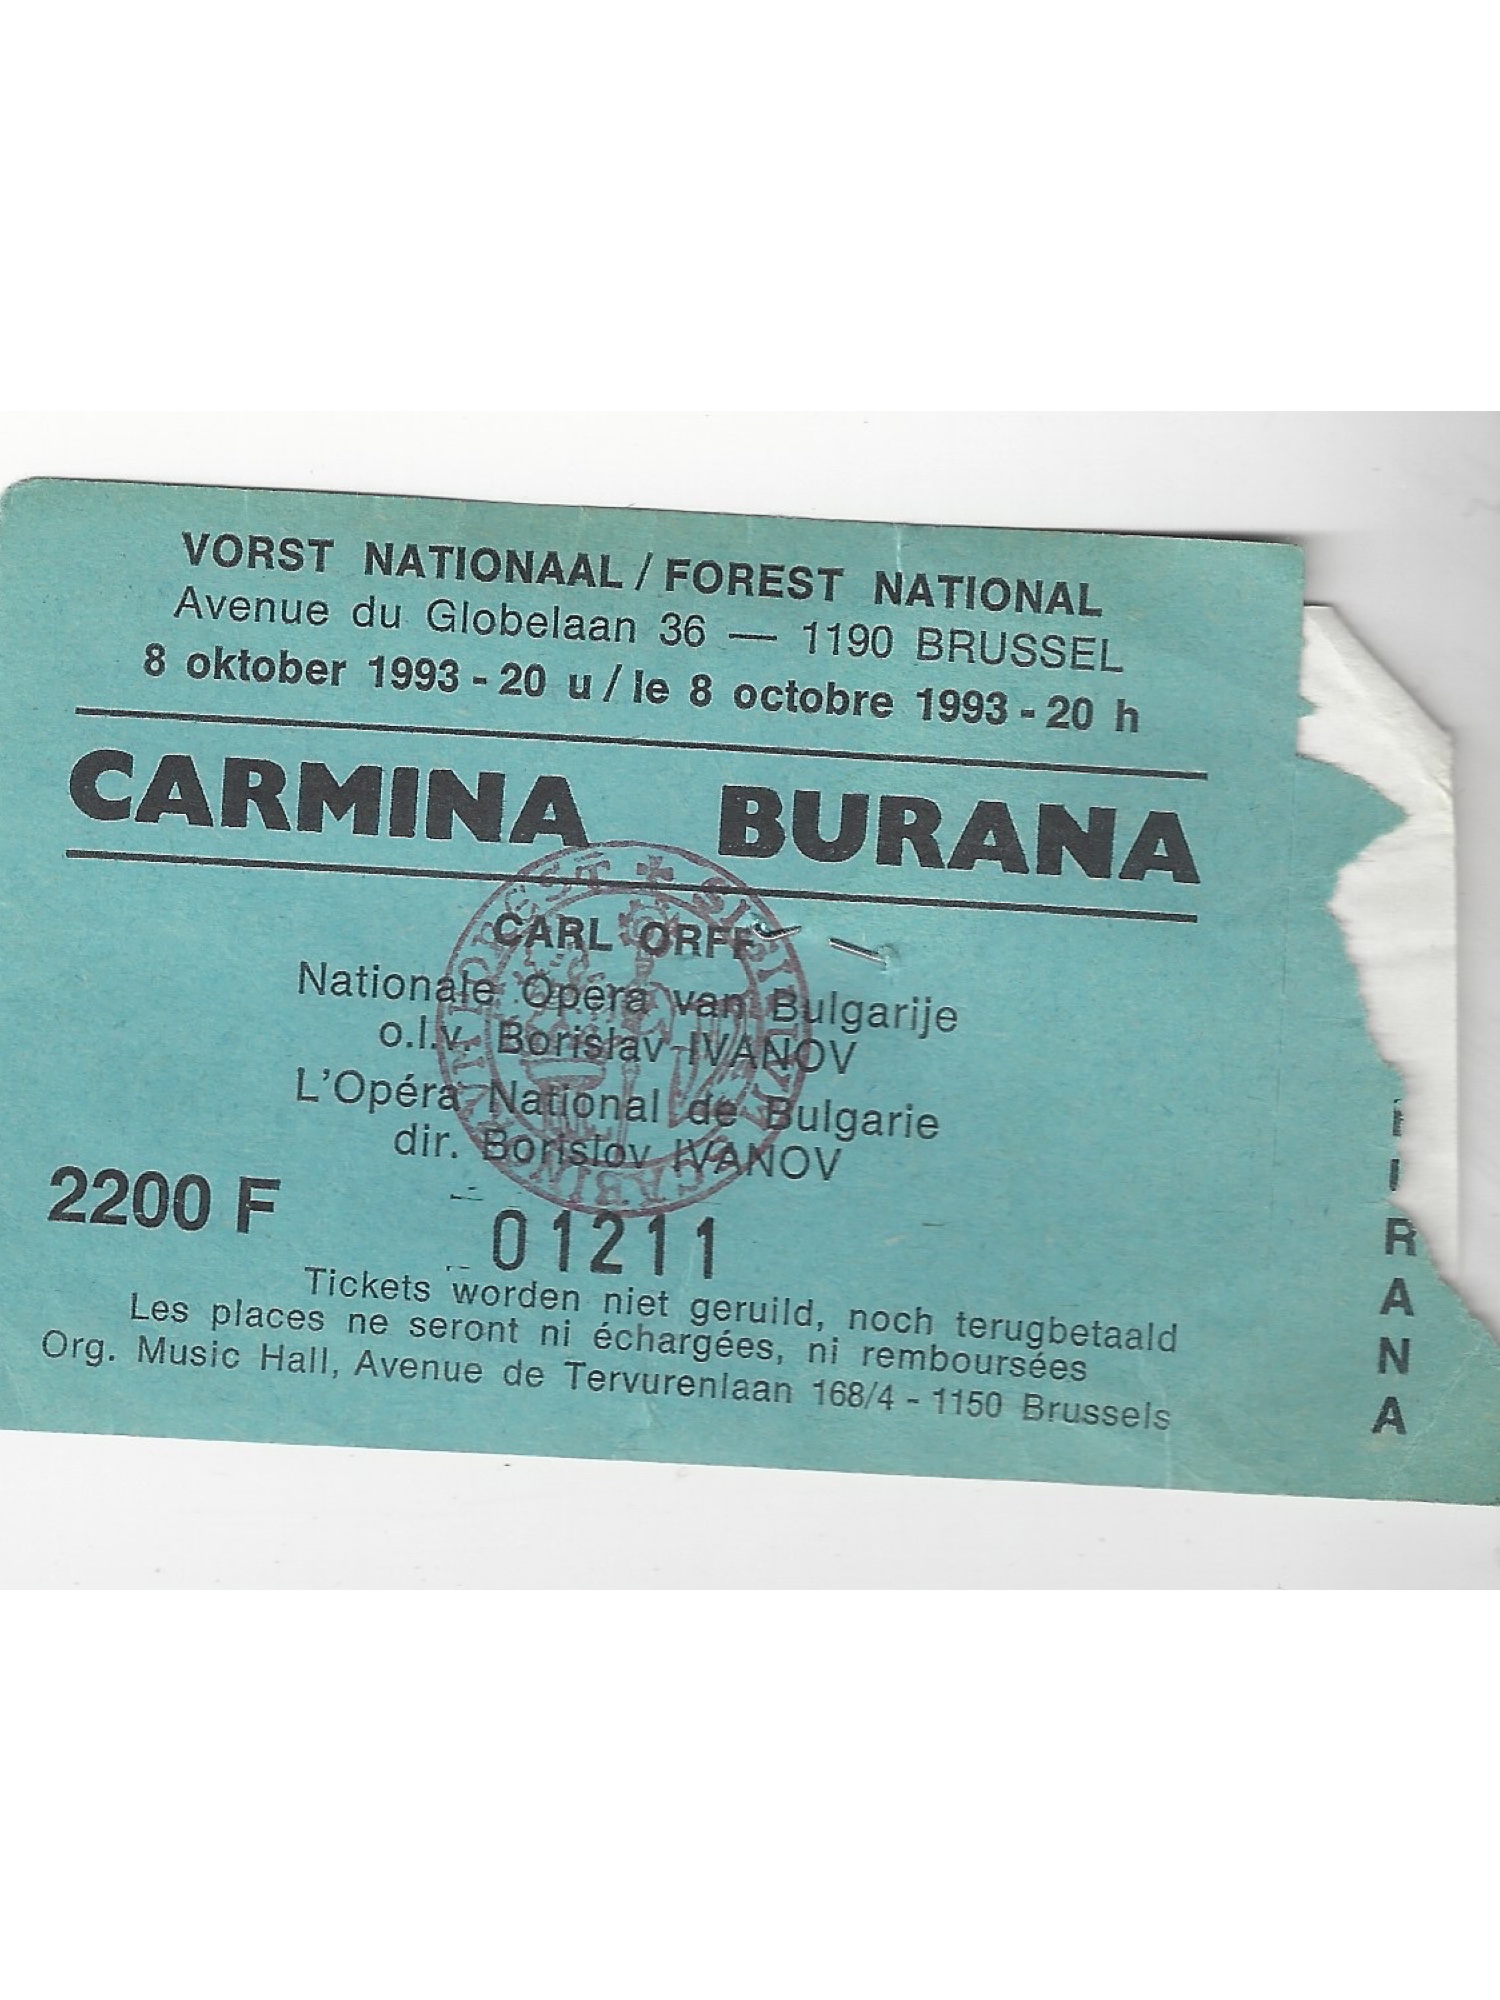 VORST NATIONAAL / FOREST NATIONAL
Avenue du Globelaan 36 — 1190 BRUSSEL
8 oktober 1993 - 20 u / le 8 octobre 1993 - 20 h
CARMINA BURANA
CARL ORFF
Nationale Opera van Bulgarije
o.l.v. Borislav IVANOV
L'Opéra National de Bulgarie
dir. Borislov IVANOV
2200 F
01211
Tickets worden niet geruild, noch terugbetaald
Les places ne seront ni échargées, ni remboursées
Org. Music Hall, Avenue de Tervurenlaan 168/4 - 1150 Brussels
RANA